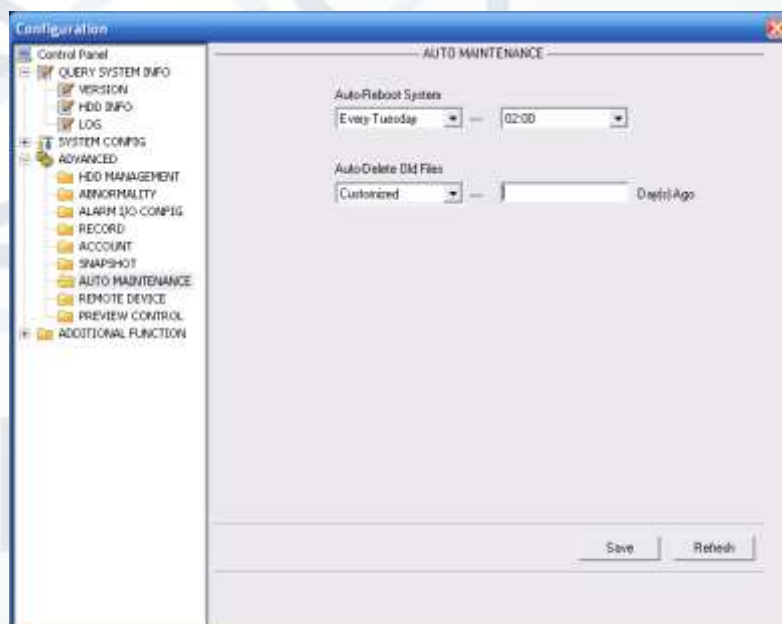 Configuration
Control Panel
QUERY SYSTEM INFO
VERSION
HDD INFO
LOG
SYSTEM CONFIG
ADVANCED
HDD MANAGEMENT
ABNORMALITY
ALARM I/O CONFIG
RECORD
ACCOUNT
SNAPSHOT
AUTO MAINTENANCE
REMOTE DEVICE
PREVIEW CONTROL
ADDITIONAL FUNCTION
AUTO MAINTENANCE
Auto-Reboot System
Every Tuesday — 02:00
Auto-Delete Old Files
Customized — Day(s) Ago
Save Refresh